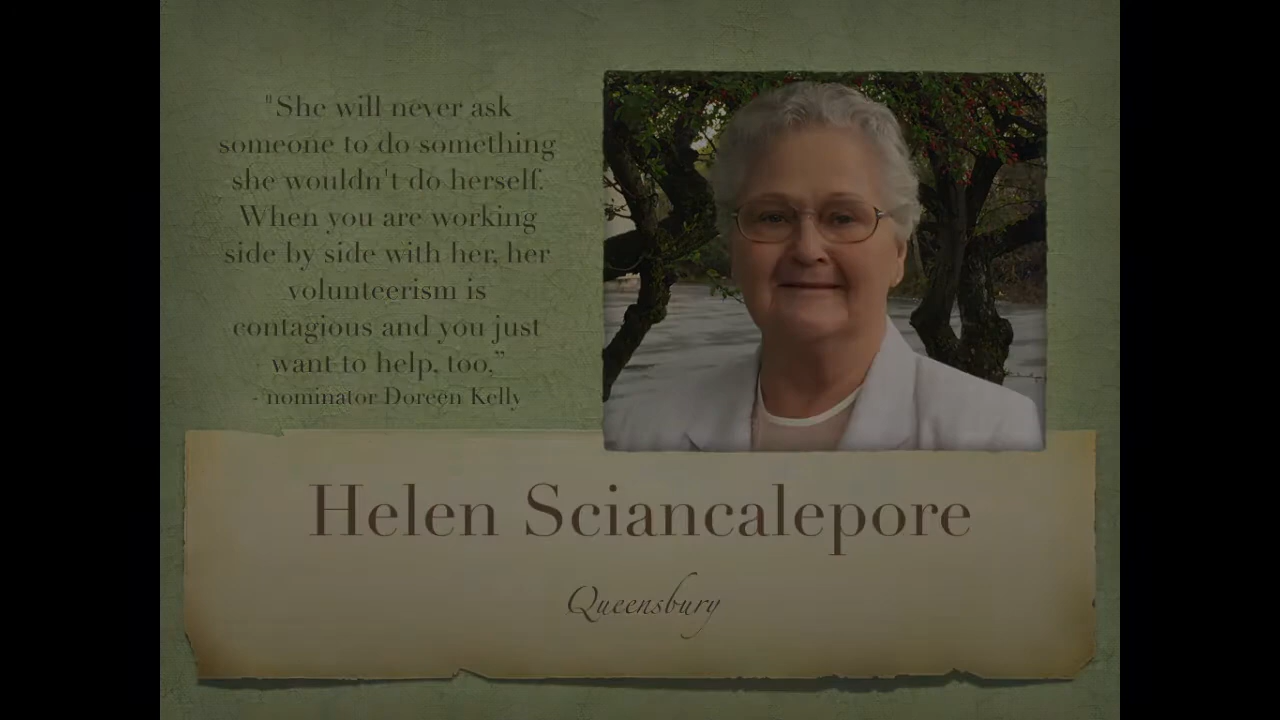 "She will never ask
someone to do something
she wouldn't do herself.
When you are working
side by side with her, her
volunteerism is
contagious and you just
want to help, too,”
- nominator Doreen Kelly
Helen Sciancalepore
Queensbury